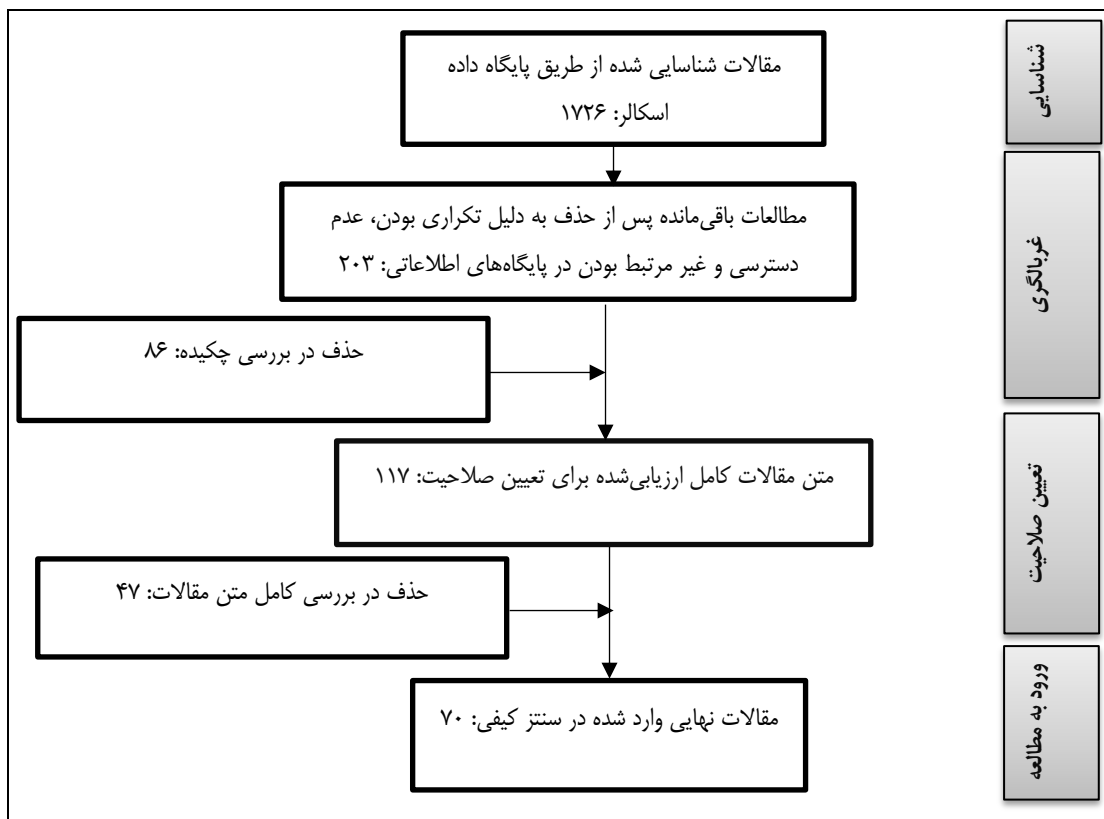 شناسایی
مقالات شناسایی شده از طریق پایگاه داده
اسکالر: ۱۷۲۶
غربالگری
مطالعات باقی‌مانده پس از حذف به دلیل تکراری بودن، عدم
دسترسی و غیر مرتبط بودن در پایگاه‌های اطلاعاتی: ۲۰۳
حذف در بررسی چکیده: ۸۶
تعیین صلاحیت
متن مقالات کامل ارزیابی‌شده برای تعیین صلاحیت: ۱۱۷
حذف در بررسی کامل متن مقالات: ۴۷
ورود به مطالعه
مقالات نهایی وارد شده در سنتز کیفی: ۷۰